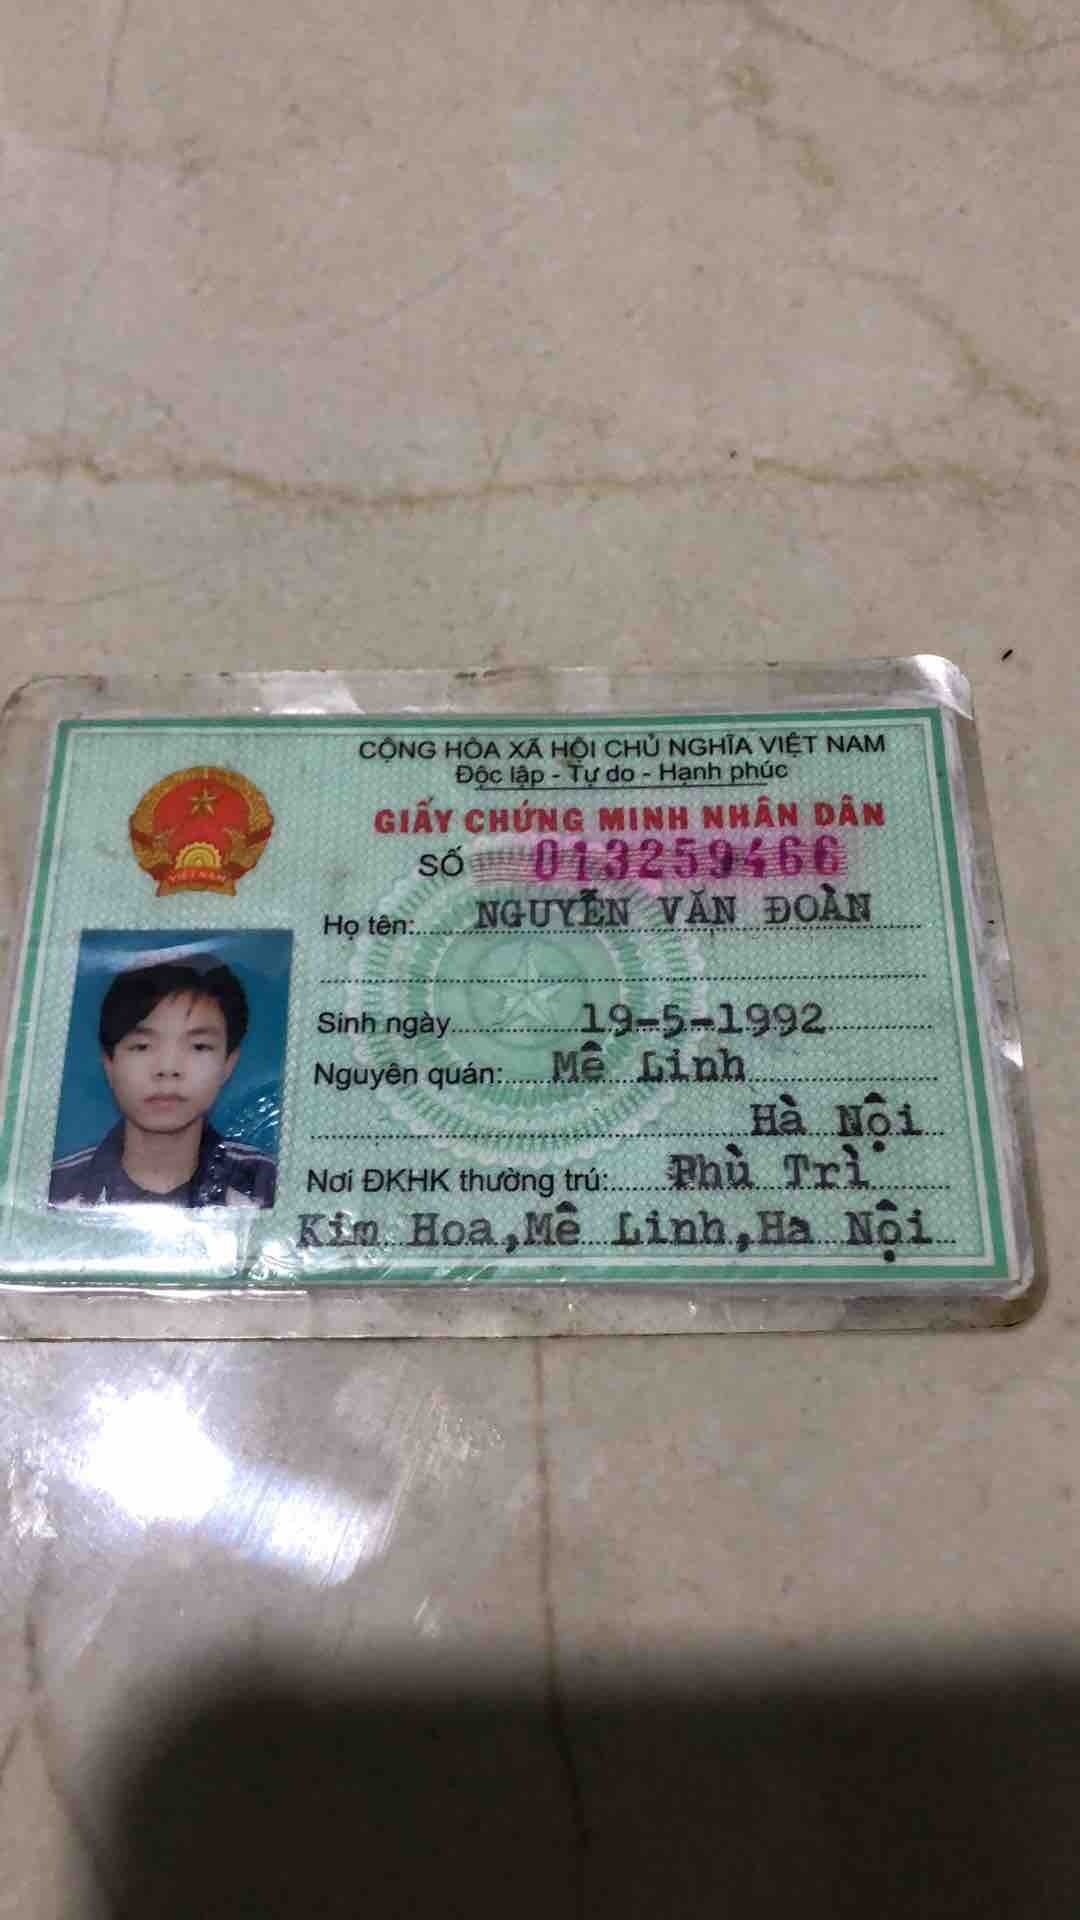 CỘNG HÒA XÃ HỘI CHỦ NGHĨA VIỆT NAM
Độc lập - Tự do - Hạnh phúc
GIẤY CHỨNG MINH NHÂN DÂN
SỐ 013259466
Họ tên: NGUYỄN VĂN ĐOÀN
Sinh ngày 19-5-1992
Nguyên quán: Mê Linh
Hà Nội
Nơi ĐKHK thường trú: Phù Trì
Kim Hoa, Mê Linh, Ha Nội
VIỆT NAM